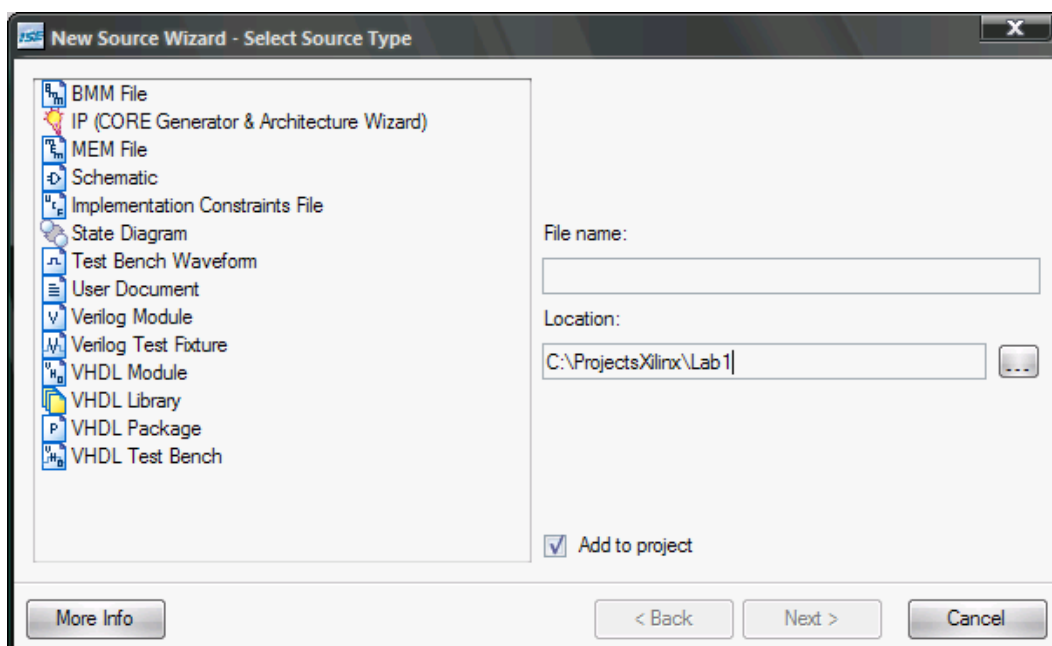 ISE New Source Wizard - Select Source Type
BMM File
IP (CORE Generator & Architecture Wizard)
MEM File
Schematic
Implementation Constraints File
State Diagram
Test Bench Waveform
User Document
Verilog Module
Verilog Test Fixture
VHDL Module
VHDL Library
VHDL Package
VHDL Test Bench
File name:
Location:
C:\ProjectsXilinx\Lab1
...
Add to project
More Info
< Back
Next >
Cancel